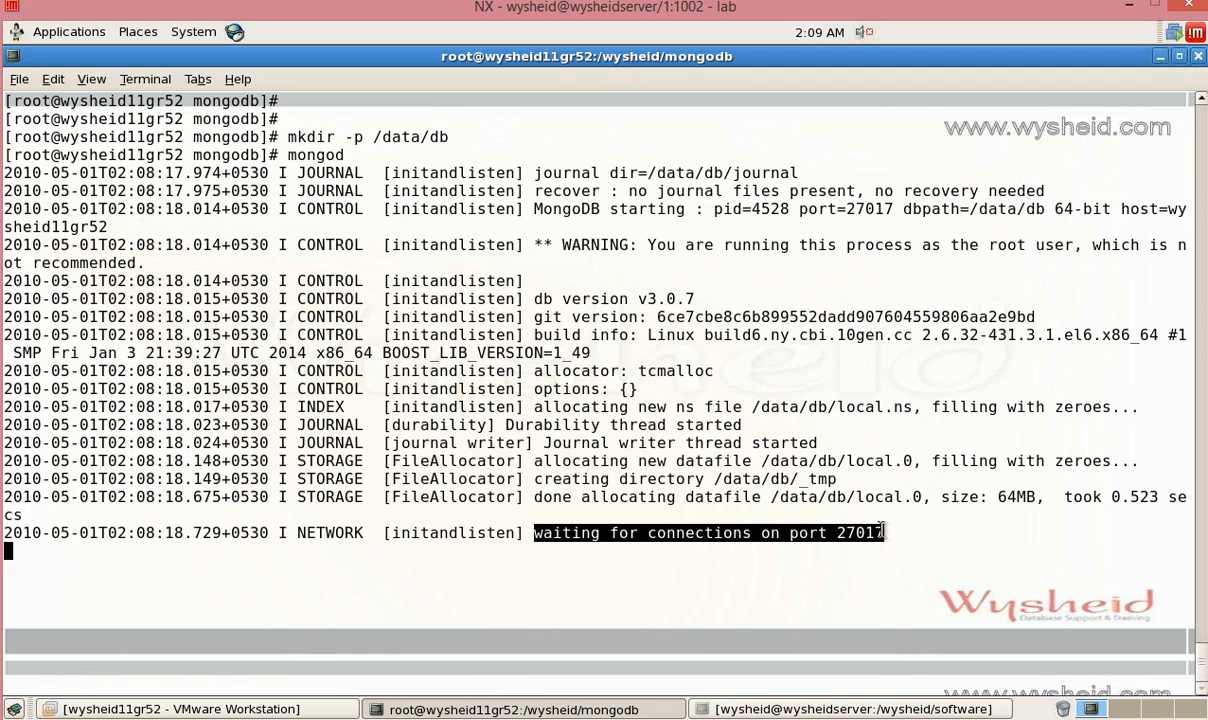 NX - wysheid@wysheidserver/1:1002 - lab
Applications Places System 2:09 AM
root@wysheid11gr52:/wysheid/mongodb
File Edit View Terminal Tabs Help
[root@wysheid11gr52 mongodb]#
[root@wysheid11gr52 mongodb]#
[root@wysheid11gr52 mongodb]# mkdir -p /data/db
www.wysheid.com
[root@wysheid11gr52 mongodb]# mongod
2010-05-01T02:08:17.974+0530 I JOURNAL  [initandlisten] journal dir=/data/db/journal
2010-05-01T02:08:17.975+0530 I JOURNAL  [initandlisten] recover : no journal files present, no recovery needed
2010-05-01T02:08:18.014+0530 I CONTROL  [initandlisten] MongoDB starting : pid=4528 port=27017 dbpath=/data/db 64-bit host=wy
sheid11gr52
2010-05-01T02:08:18.014+0530 I CONTROL  [initandlisten] ** WARNING: You are running this process as the root user, which is n
ot recommended.
2010-05-01T02:08:18.014+0530 I CONTROL  [initandlisten]
2010-05-01T02:08:18.015+0530 I CONTROL  [initandlisten] db version v3.0.7
2010-05-01T02:08:18.015+0530 I CONTROL  [initandlisten] git version: 6ce7cbe8c6b899552dadd907604559806aa2e9bd
2010-05-01T02:08:18.015+0530 I CONTROL  [initandlisten] build info: Linux build6.ny.cbi.10gen.cc 2.6.32-431.3.1.el6.x86_64 #1
SMP Fri Jan 3 21:39:27 UTC 2014 x86_64 BOOST_LIB_VERSION=1_49
2010-05-01T02:08:18.015+0530 I CONTROL  [initandlisten] allocator: tcmalloc
2010-05-01T02:08:18.015+0530 I CONTROL  [initandlisten] options: {}
2010-05-01T02:08:18.017+0530 I INDEX    [initandlisten] allocating new ns file /data/db/local.ns, filling with zeroes...
2010-05-01T02:08:18.023+0530 I JOURNAL  [durability] Durability thread started
2010-05-01T02:08:18.024+0530 I JOURNAL  [journal writer] Journal writer thread started
2010-05-01T02:08:18.148+0530 I STORAGE  [FileAllocator] allocating new datafile /data/db/local.0, filling with zeroes...
2010-05-01T02:08:18.149+0530 I STORAGE  [FileAllocator] creating directory /data/db/_tmp
2010-05-01T02:08:18.675+0530 I STORAGE  [FileAllocator] done allocating datafile /data/db/local.0, size: 64MB,  took 0.523 se
cs
2010-05-01T02:08:18.729+0530 I NETWORK  [initandlisten] waiting for connections on port 27017
Wysheid
Database Support & Training
[wysheid11gr52 - VMware Workstation] root@wysheid11gr52:/wysheid/mongodb [wysheid@wysheidserver:/wysheid/software]